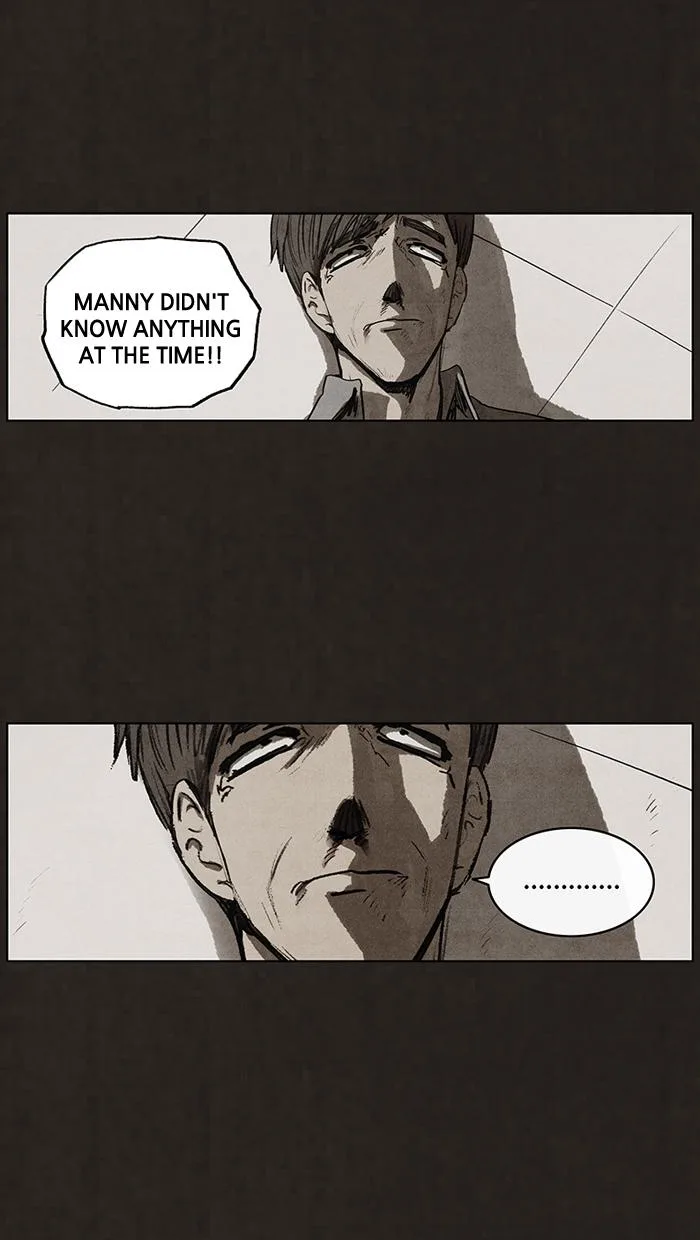 MANNY DIDN'T
KNOW ANYTHING
AT THE TIME!!
.............